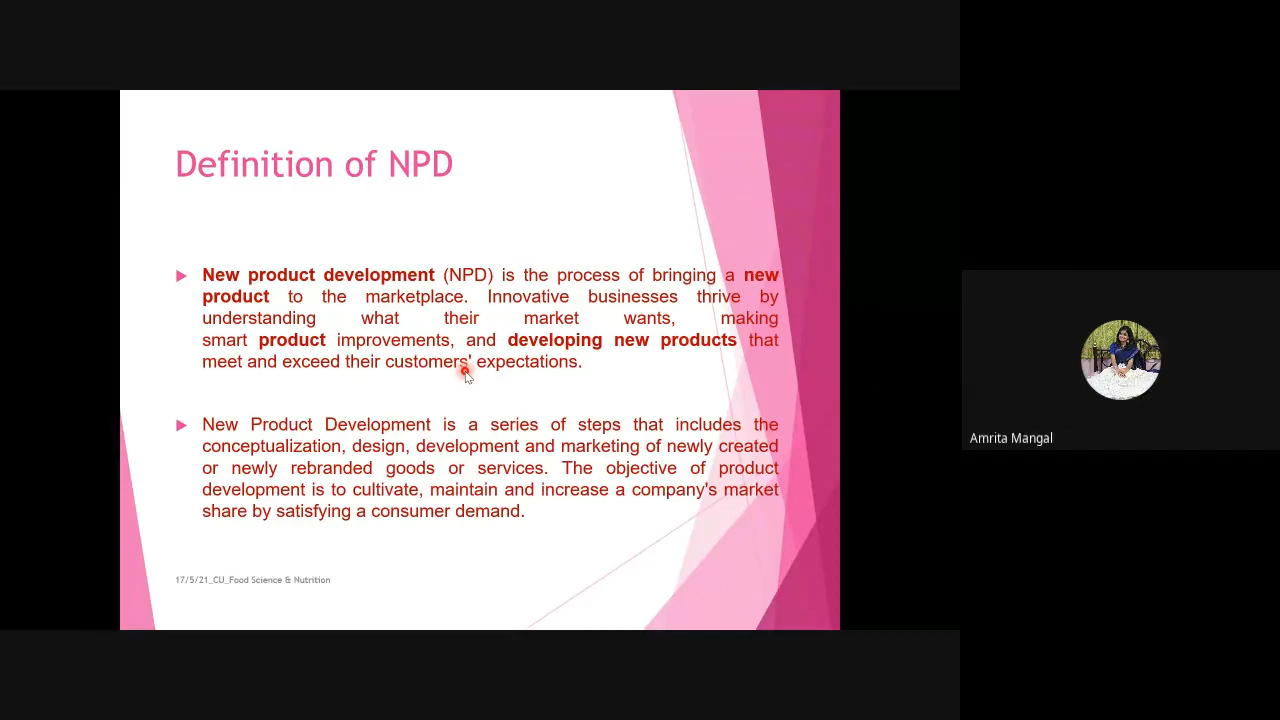 Definition of NPD
New product development (NPD) is the process of bringing a new
product to the marketplace. Innovative businesses thrive by
understanding what their market wants, making
smart product improvements, and developing new products that
meet and exceed their customers' expectations.
New Product Development is a series of steps that includes the
conceptualization, design, development and marketing of newly created
or newly rebranded goods or services. The objective of product
development is to cultivate, maintain and increase a company's market
share by satisfying a consumer demand.
17/5/21_CU_Food Science & Nutrition
Amrita Mangal